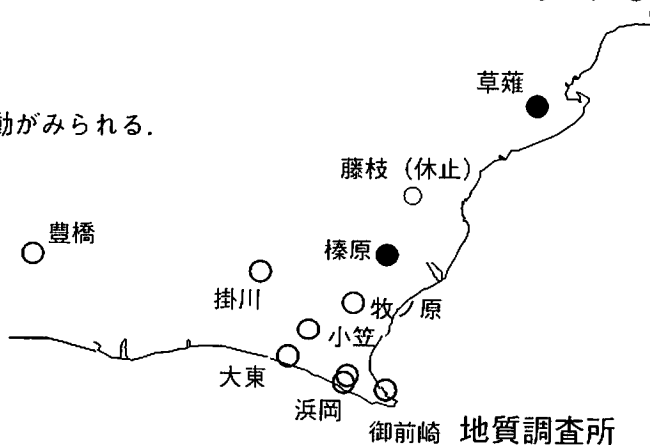 草薙
動がみられる.
藤枝 (休止)
豊橋
榛原
掛川
牧ノ原
小笠
大東
浜岡
御前崎 地質調査所